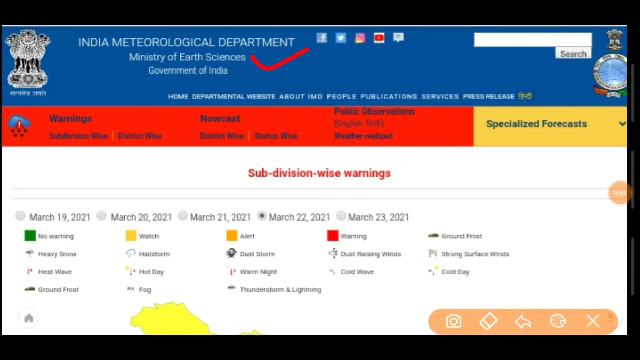 INDIA METEOROLOGICAL DEPARTMENT
Ministry of Earth Sciences
Government of India
सत्यमेव जयते
Search
HOME DEPARTMENTAL WEBSITE ABOUT IMD PEOPLE PUBLICATIONS SERVICES PRESS RELEASE हिन्दी
Warnings
Subdivision Wise | District Wise
Nowcast
District Wise | Station Wise
Public Observations
(English हिन्दी)
Weather realized
Specialized Forecasts
Sub-division-wise warnings
March 19, 2021 March 20, 2021 March 21, 2021 March 22, 2021 March 23, 2021
No warning Watch Alert Warning Ground Frost
Heavy Snow Hailstorm Dust Storm Dust Raising Winds Strong Surface Winds
Heat Wave Hot Day Warm Night Cold Wave Cold Day
Ground Frost Fog Thunderstorm & Lightning